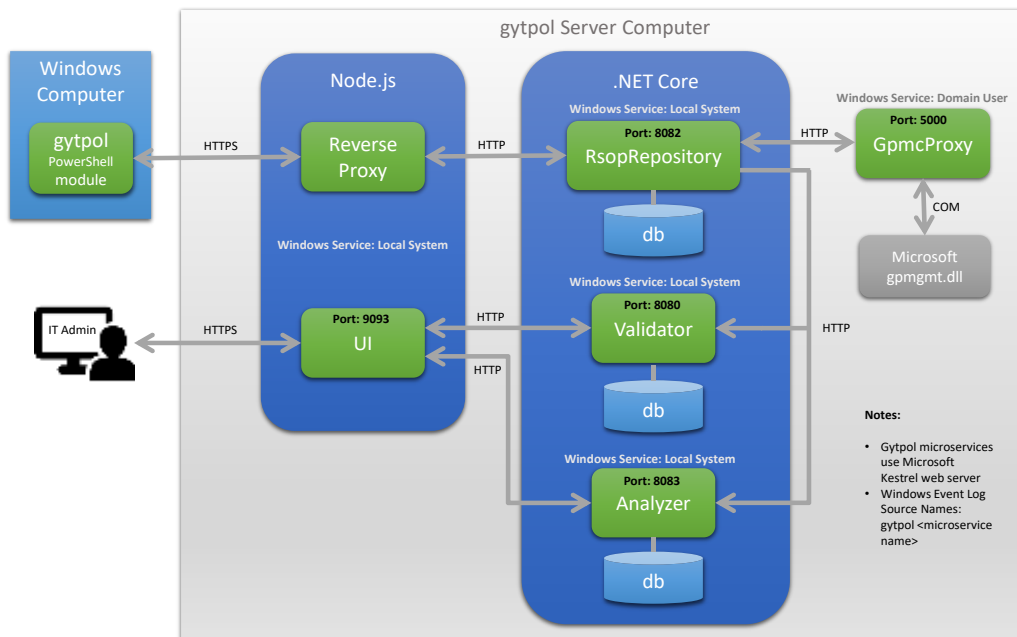 gytpol Server Computer
Windows
Computer
gytpol
PowerShell
module
HTTPS
Node.js
Reverse
Proxy
HTTP
.NET Core
Windows Service: Local System
Port: 8082
RsopRepository
db
HTTP
Windows Service: Domain User
Port: 5000
GpmcProxy
COM
Microsoft
gpmgmt.dll
Windows Service: Local System
IT Admin
HTTPS
Port: 9093
UI
HTTP
HTTP
Windows Service: Local System
Port: 8080
Validator
db
HTTP
Windows Service: Local System
Port: 8083
Analyzer
db
Notes:
• Gytpol microservices
use Microsoft
Kestrel web server
• Windows Event Log
Source Names:
gytpol <microservice
name>